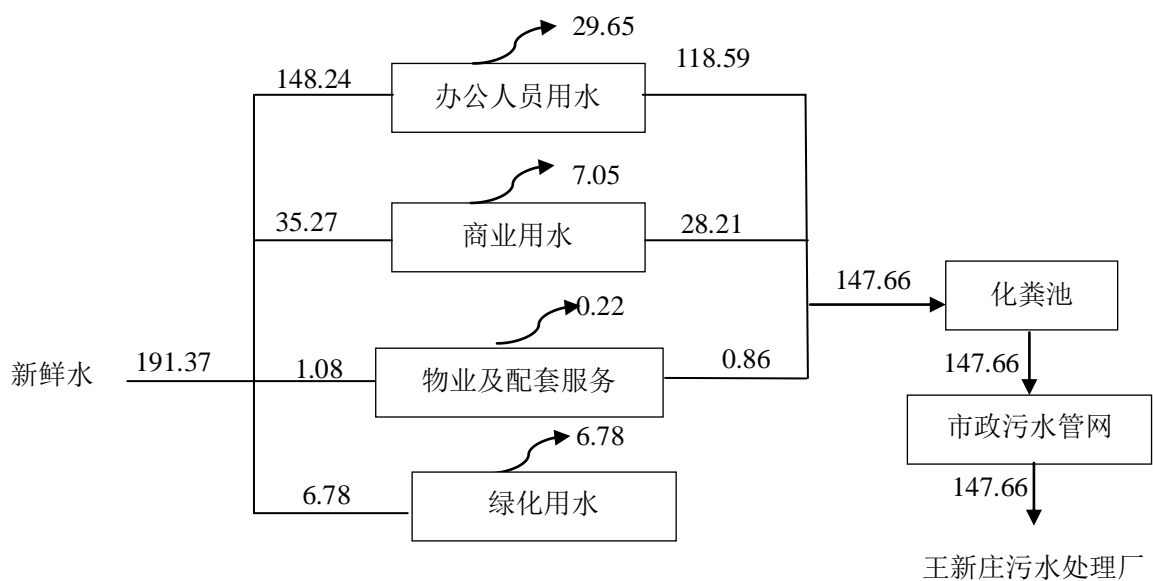 29.65
148.24
办公人员用水
118.59
7.05
35.27
商业用水
28.21
147.66
化粪池
0.22
新鲜水
191.37
1.08
物业及配套服务
0.86
147.66
市政污水管网
6.78
6.78
绿化用水
147.66
王新庄污水处理厂